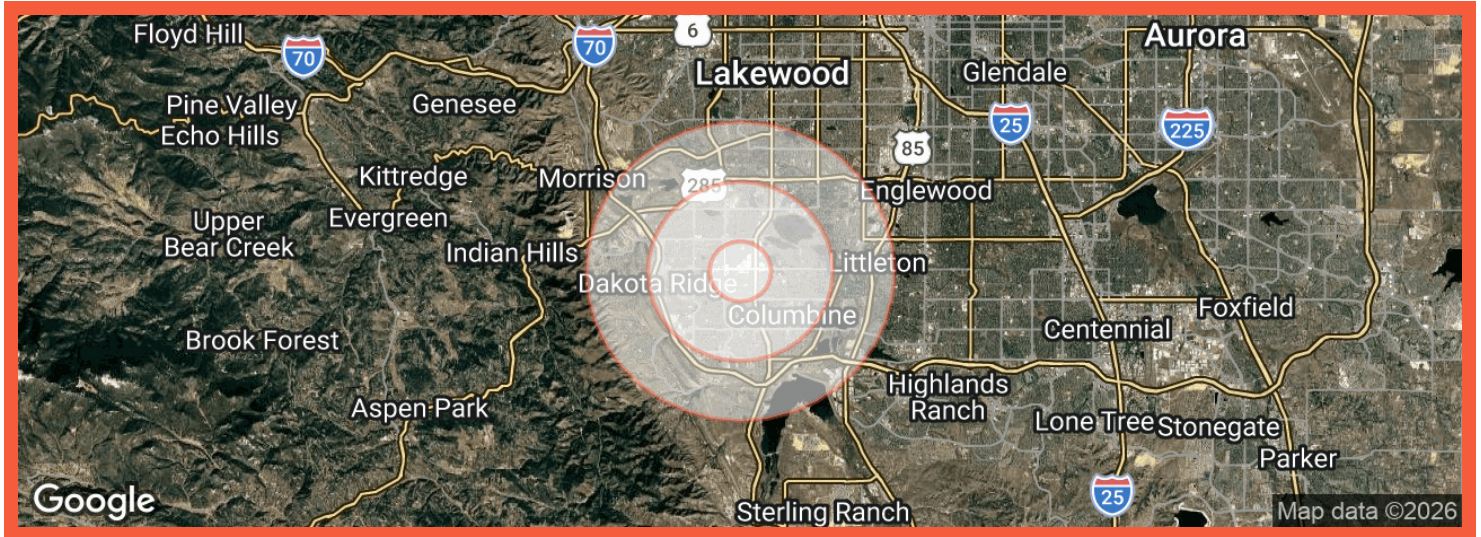 Floyd Hill
70
70
6
Aurora
Lakewood
Glendale
Pine Valley
Genesee
25
225
Echo Hills
85
Kittredge
Morrison
285
Englewood
Upper
Bear Creek
Evergreen
Indian Hills
Littleton
Dakota Ridge
Columbine
Foxfield
Centennial
Brook Forest
Highlands
Ranch
Aspen Park
Lone Tree
Stonegate
Parker
25
Google
Sterling Ranch
Map data ©2026